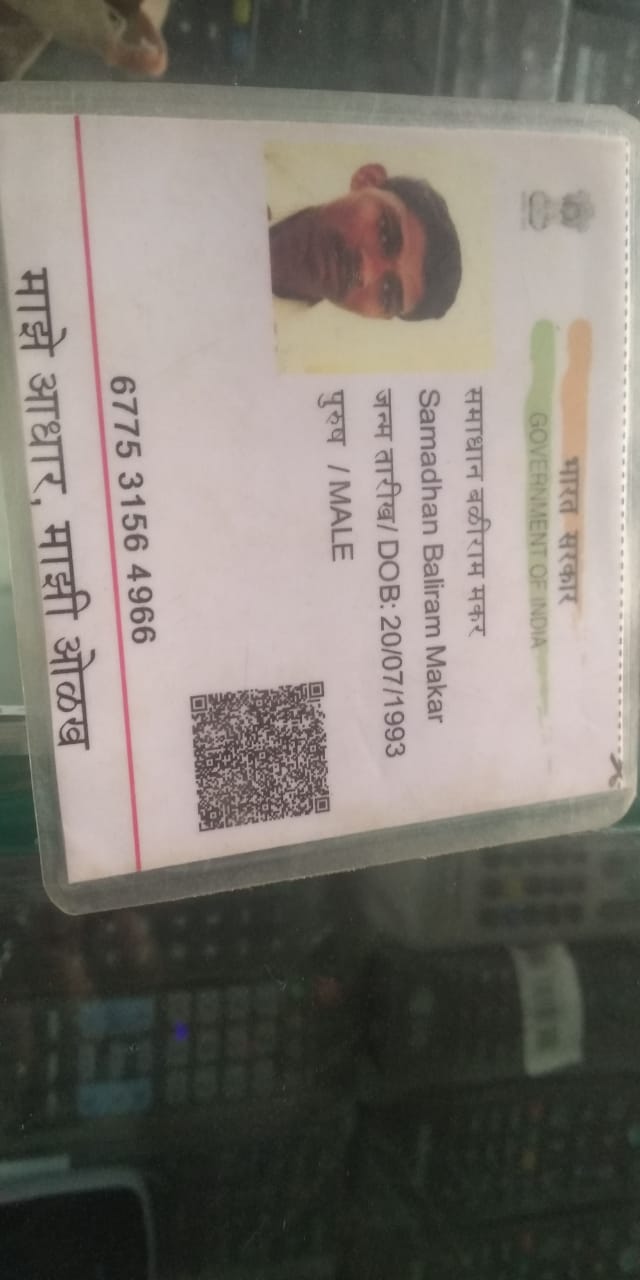 भारत सरकार
GOVERNMENT OF INDIA
समाधान बळीराम मकर
Samadhan Baliram Makar
जन्म तारीख/ DOB: 20/07/1993
पुरुष / MALE
6775 3156 4966
माझे आधार, माझी ओळख